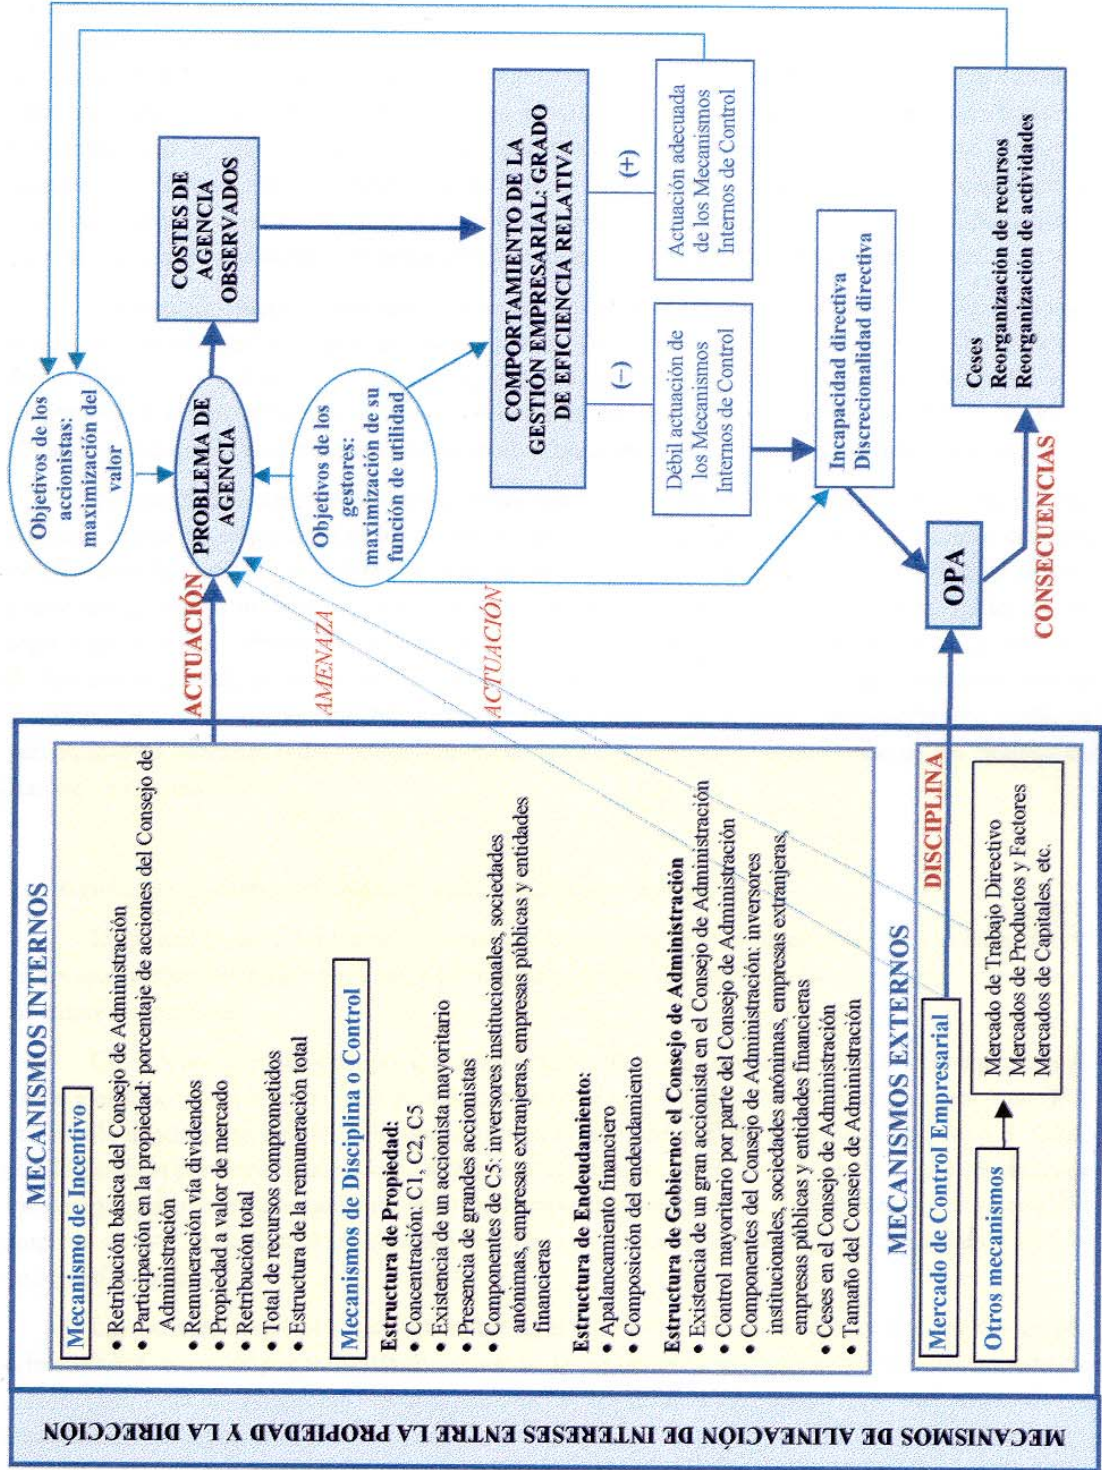 MECANISMOS DE ALINEACIÓN DE INTERESES ENTRE LA PROPIEDAD Y LA DIRECCIÓN
MECANISMOS INTERNOS
Mecanismo de Incentivo
• Retribución básica del Consejo de Administración
• Participación en la propiedad: porcentaje de acciones del Consejo de
Administración
• Remuneración vía dividendos
• Propiedad a valor de mercado
• Retribución total
• Total de recursos comprometidos
• Estructura de la remuneración total
Mecanismos de Disciplina o Control
Estructura de Propiedad:
• Concentración: C1, C2, C5
• Existencia de un accionista mayoritario
• Presencia de grandes accionistas
• Componentes de C5: inversores institucionales, sociedades
anónimas, empresas extranjeras, empresas públicas y entidades
financieras
Estructura de Endeudamiento:
• Apalancamiento financiero
• Composición del endeudamiento
Estructura de Gobierno: el Consejo de Administración
• Existencia de un gran accionista en el Consejo de Administración
• Control mayoritario por parte del Consejo de Administración
• Componentes del Consejo de Administración: inversores
institucionales, sociedades anónimas, empresas extranjeras,
empresas públicas y entidades financieras
• Ceses en el Consejo de Administración
• Tamaño del Consejo de Administración
MECANISMOS EXTERNOS
Mercado de Control Empresarial
DISCIPLINA
Otros mecanismos
Mercado de Trabajo Directivo
Mercados de Productos y Factores
Mercados de Capitales, etc.
ACTUACIÓN
AMENAZA
ACTUACIÓN
Objetivos de los
accionistas:
maximización del
valor
PROBLEMA DE
AGENCIA
COSTES DE
AGENCIA
OBSERVADOS
Objetivos de los
gestores:
maximización de su
función de utilidad
COMPORTAMIENTO DE LA
GESTIÓN EMPRESARIAL: GRADO
DE EFICIENCIA RELATIVA
(–)
(+)
Débil actuación de
los Mecanismos
Internos de Control
Actuación adecuada
de los Mecanismos
Internos de Control
Incapacidad directiva
Discrecionalidad directiva
OPA
CONSECUENCIAS
Ceses
Reorganización de recursos
Reorganización de actividades